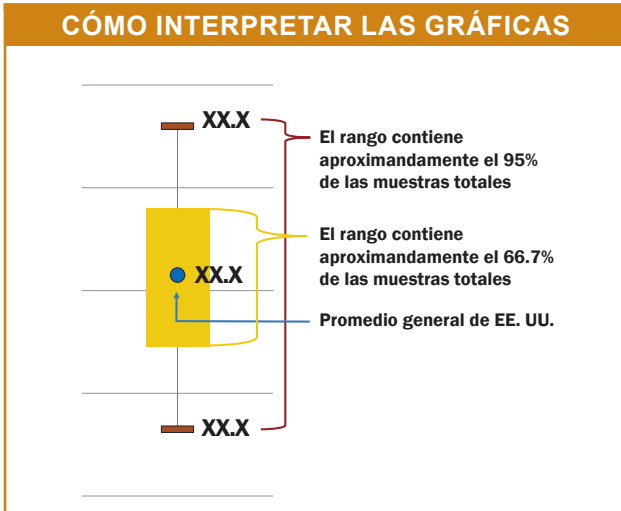 CÓMO INTERPRETAR LAS GRÁFICAS
XX.X
El rango contiene
aproximandamente el 95%
de las muestras totales
El rango contiene
aproximandamente el 66.7%
de las muestras totales
XX.X
Promedio general de EE. UU.
XX.X